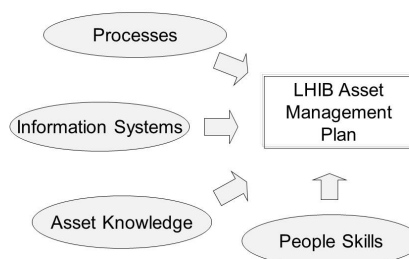 Processes
Information Systems
LHIB Asset
Management
Plan
Asset Knowledge
People Skills